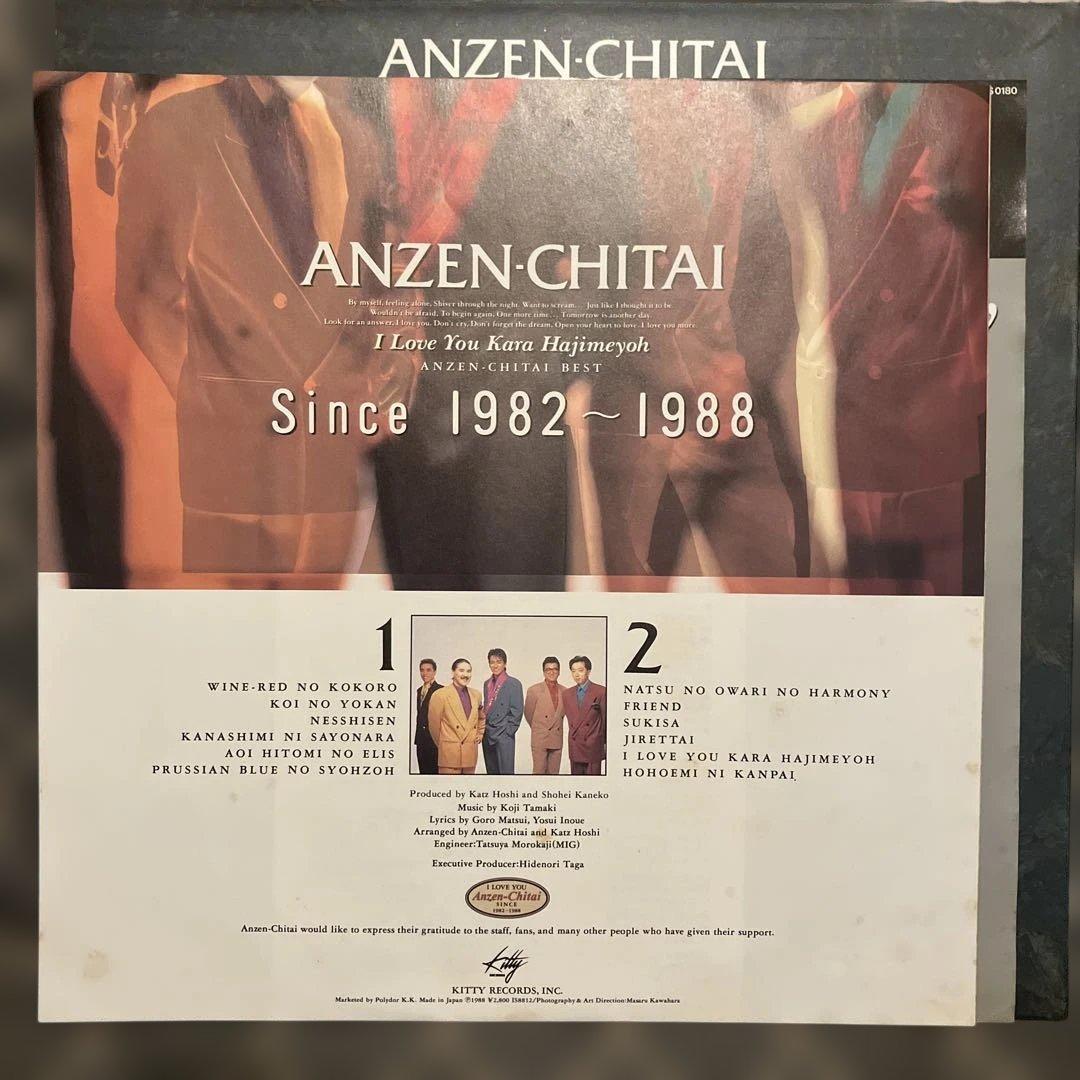 ANZEN-CHITAI
0180
ANZEN-CHITAI
By myself, feeling alone, Shiver through the night. Want to scream... Just like I thought it to be
Wouldn't be afraid, To begin again, One more time... Tomorrow is another day.
Look for an answer, I love you. Don't cry, Don't forget the dream, Open your heart to love. I love you more.
I Love You Kara Hajimeyoh
ANZEN-CHITAI BEST
Since 1982~1988
1
WINE-RED NO KOKORO
KOI NO YOKAN
NESSHISEN
KANASHIMI NI SAYONARA
AOI HITOMI NO ELIS
PRUSSIAN BLUE NO SYOHZOH
2
NATSU NO OWARI NO HARMONY
FRIEND
SUKISA
JIRETTAI
I LOVE YOU KARA HAJIMEYOH
HOHOEMI NI KANPAI
Produced by Katz Hoshi and Shohei Kaneko
Music by Koji Tamaki
Lyrics by Goro Matsui, Yosui Inoue
Arranged by Anzen-Chitai and Katz Hoshi
Engineer:Tatsuya Morokaji(MIG)
Executive Producer:Hidenori Taga
I LOVE YOU
Anzen-Chitai
SINCE
1982-1988
Anzen-Chitai would like to express their gratitude to the staff, fans, and many other people who have given their support.
Kitty
KITTY RECORDS, INC.
Marketed by Polydor K.K. Made in Japan ℗1988 ¥2,800 IS8812/Photography & Art Direction:Masaru Kawahara